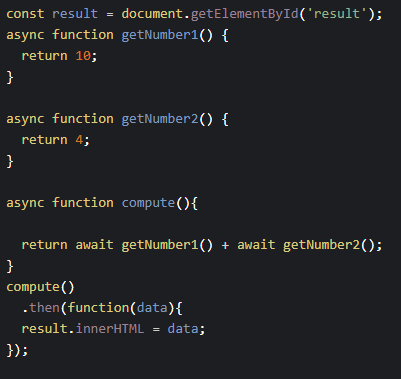 const result = document.getElementById('result');
async function getNumber1() {
  return 10;
}

async function getNumber2() {
  return 4;
}

async function compute(){

  return await getNumber1() + await getNumber2();
}
compute()
  .then(function(data){
  result.innerHTML = data;
});